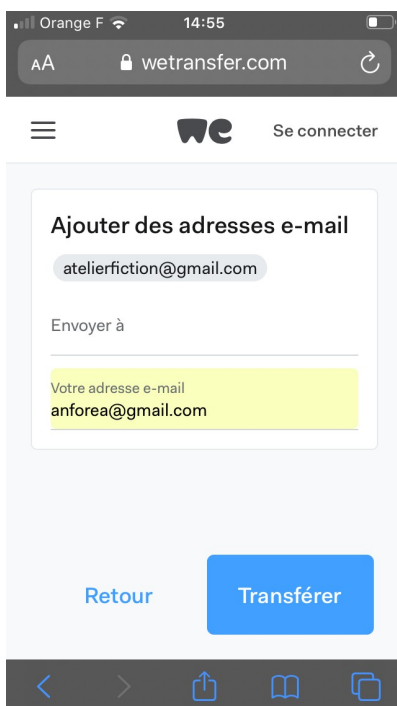 Orange F 14:55
AA wetransfer.com
we Se connecter
Ajouter des adresses e-mail
atelierfiction@gmail.com
Envoyer à
Votre adresse e-mail
anforea@gmail.com
Retour Transférer